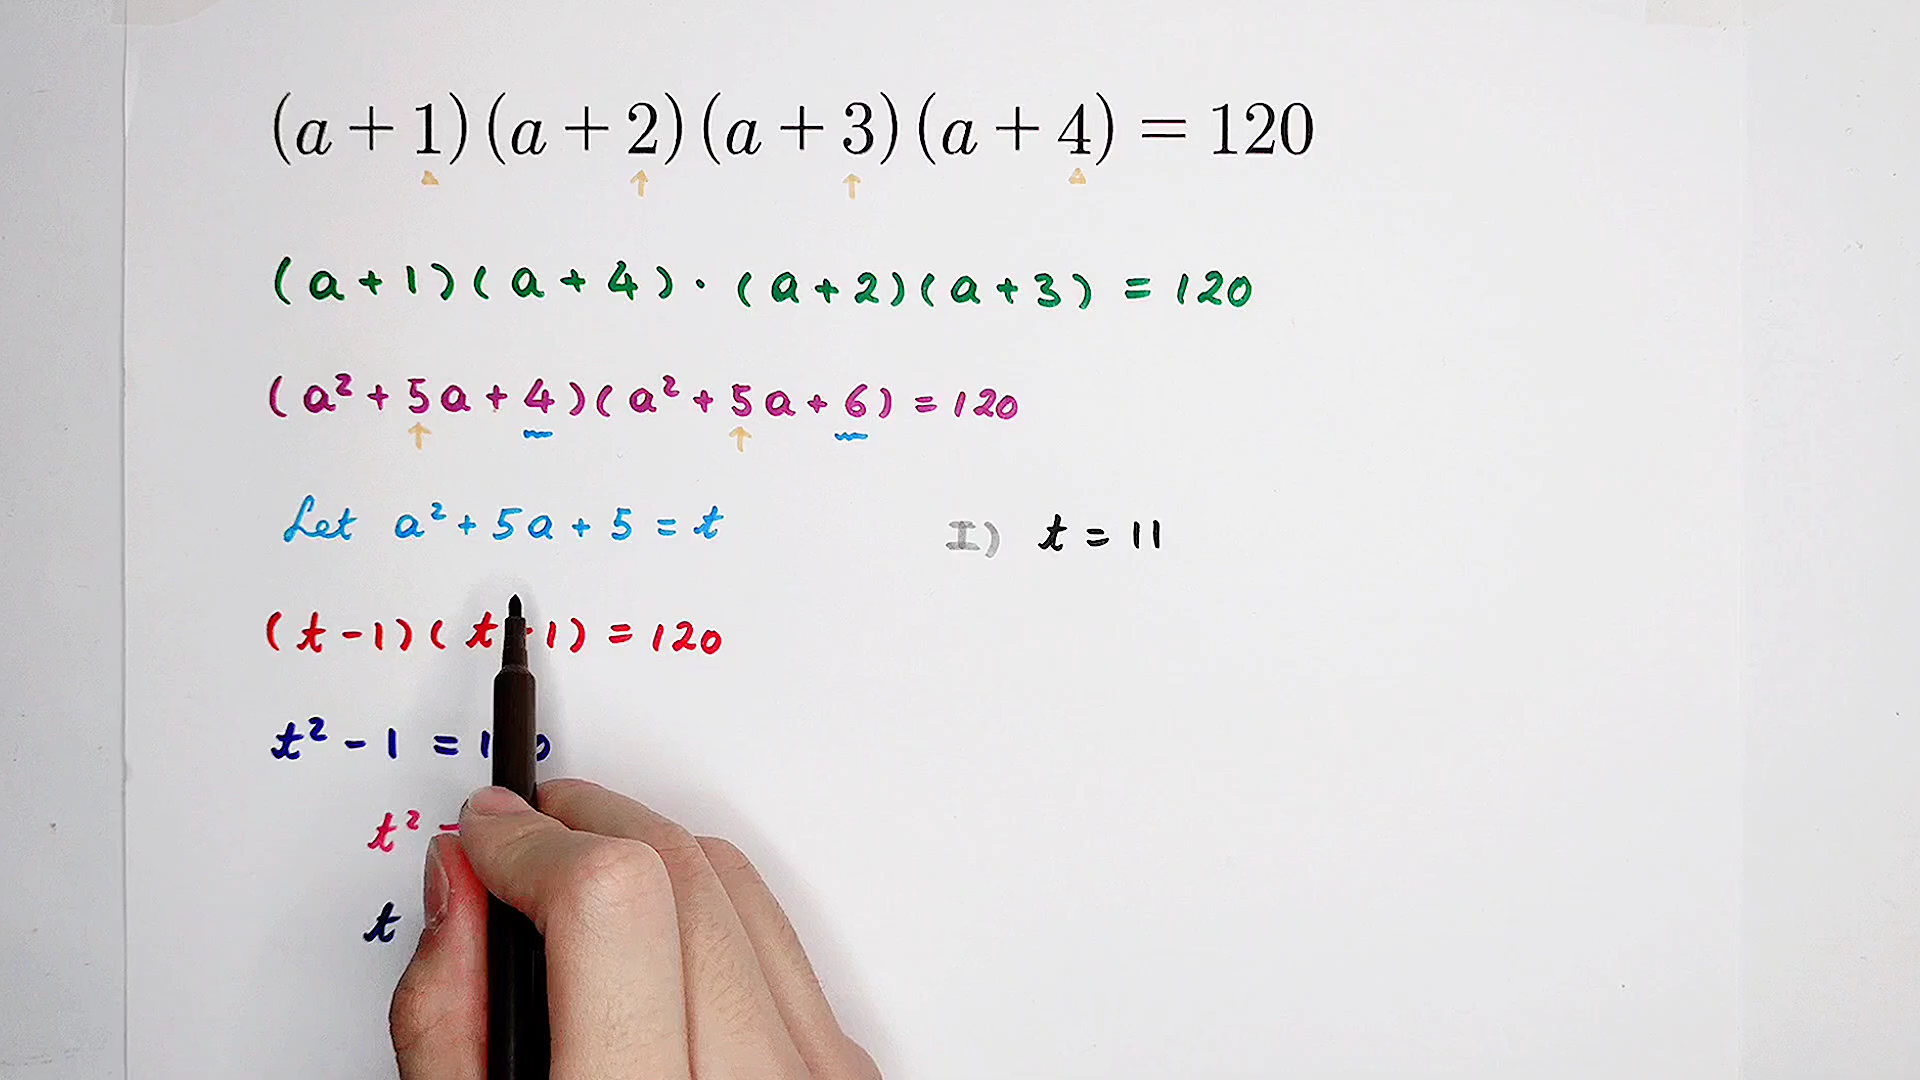 (a + 1)(a + 2)(a + 3)(a + 4) = 120
(a + 1)(a + 4) · (a + 2)(a + 3) = 120
(a² + 5a + 4)(a² + 5a + 6) = 120
Let a² + 5a + 5 = t
(t - 1)(t 1) = 120
t² - 1 = 1 0
t²
t
I) t = 11